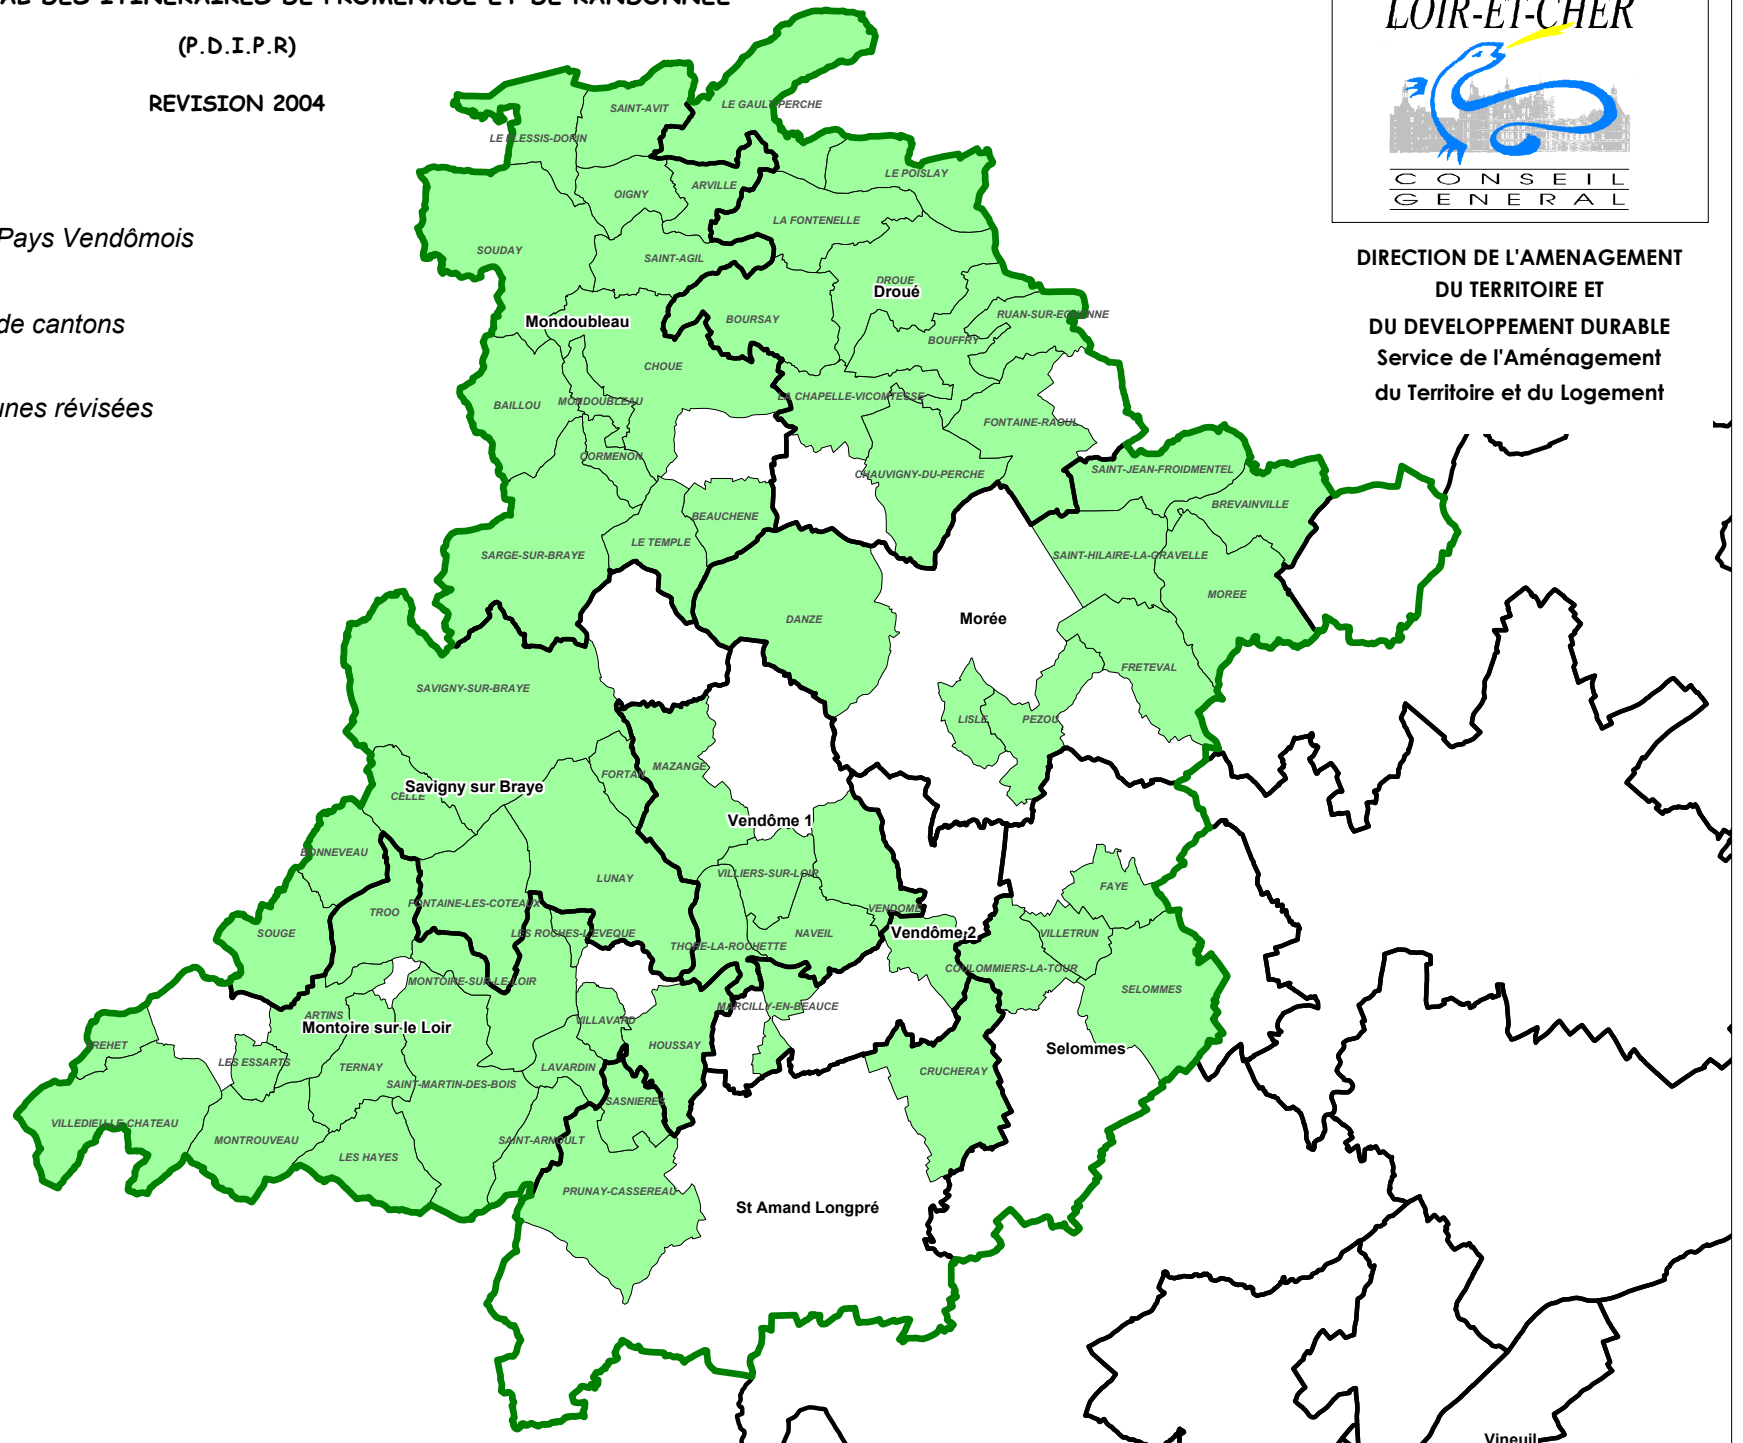 (P.D.I.P.R)
REVISION 2004
Pays Vendômois
de cantons
unes révisées
LOIR-ET-CHER
CONSEIL
GENERAL
DIRECTION DE L'AMENAGEMENT
DU TERRITOIRE ET
DU DEVELOPPEMENT DURABLE
Service de l'Aménagement
du Territoire et du Logement
SAINT-AVIT
LE GAULT-PERCHE
LE PLESSIS-DORIN
LE POISLAY
ARVILLE
OIGNY
LA FONTENELLE
SOUDAY
SAINT-AGIL
DROUE
Droué
RUAN-SUR-EGVONNE
BOURSAY
Mondoubleau
BOUFFRY
CHOUE
LA CHAPELLE-VICOMTESSE
MONDOUBLEAU
BAILLOU
FONTAINE-RAOUL
CORMENON
SAINT-JEAN-FROIDMENTEL
CHAUVIGNY-DU-PERCHE
BREVAINVILLE
BEAUCHENE
LE TEMPLE
SARGE-SUR-BRAYE
SAINT-HILAIRE-LA-GRAVELLE
MOREE
DANZE
Morée
FRETEVAL
SAVIGNY-SUR-BRAYE
LISLE
PEZOU
MAZANGE
FORTAN
Savigny sur Braye
CELLE
Vendôme 1
BONNEVEAU
VILLIERS-SUR-LOIR
LUNAY
FAYE
FONTAINE-LES-COTEAUX
VENDOME
TROO
SOUGE
LES ROCHES-L'EVEQUE
NAVEIL
Vendôme 2
VILLETRUN
THORE-LA-ROCHETTE
COULOMMIERS-LA-TOUR
MONTOIRE-SUR-LE-LOIR
SELOMMES
MARCILLY-EN-BEAUCE
ARTINS
VILLAVARD
Montoire sur le Loir
TREHET
HOUSSAY
Selommes
LES ESSARTS
TERNAY
LAVARDIN
CRUCHERAY
SAINT-MARTIN-DES-BOIS
SASNIERES
VILLEDIEU-LE-CHATEAU
MONTROUVEAU
SAINT-ARNOULT
LES HAYES
PRUNAY-CASSEREAU
St Amand Longpré
Vineuil